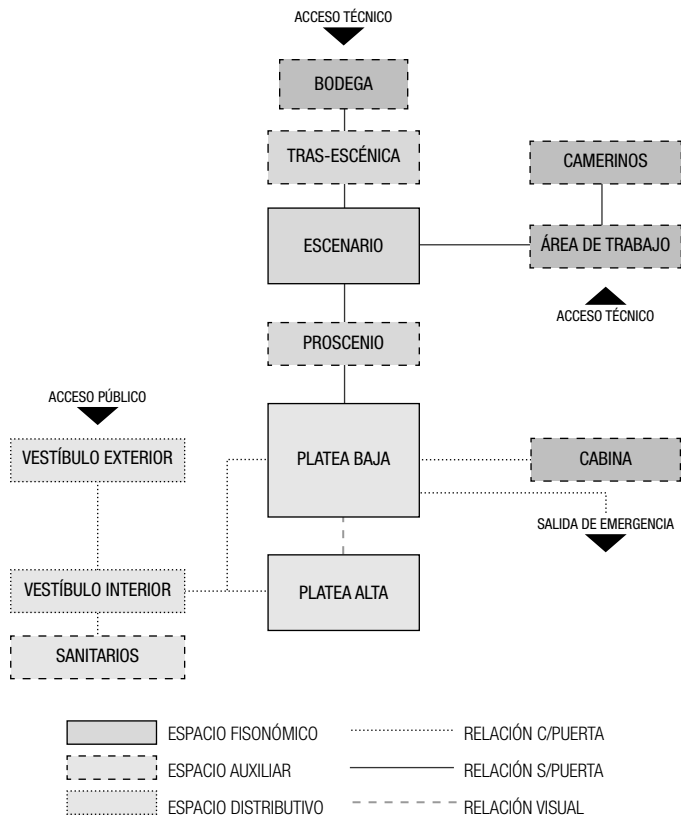 ACCESO TÉCNICO
BODEGA
TRAS-ESCÉNICA
CAMERINOS
ESCENARIO
ÁREA DE TRABAJO
ACCESO TÉCNICO
PROSCENIO
ACCESO PÚBLICO
VESTÍBULO EXTERIOR
PLATEA BAJA
CABINA
SALIDA DE EMERGENCIA
VESTÍBULO INTERIOR
PLATEA ALTA
SANITARIOS
ESPACIO FISONÓMICO
RELACIÓN C/PUERTA
ESPACIO AUXILIAR
RELACIÓN S/PUERTA
ESPACIO DISTRIBUTIVO
RELACIÓN VISUAL